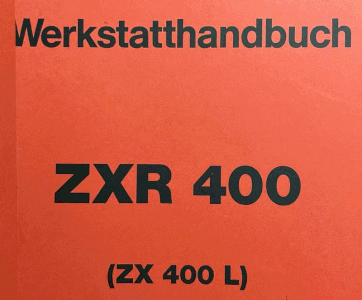 Werkstatthandbuch
ZXR 400
(ZX 400 L)